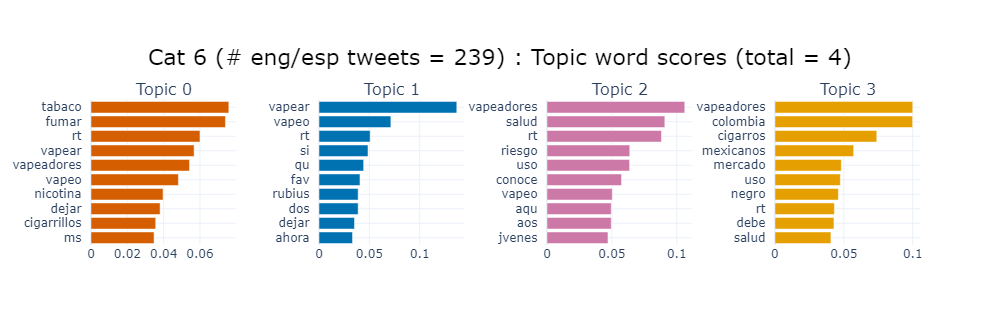 Cat 6 (# eng/esp tweets = 239) : Topic word scores (total = 4)
Topic 0
tabaco
fumar
rt
vapear
vapeadores
vapeo
nicotina
dejar
cigarrillos
ms
0 0.02 0.04 0.06
Topic 1
vapear
vapeo
rt
si
qu
fav
rubius
dos
dejar
ahora
0 0.05 0.1
Topic 2
vapeadores
salud
rt
riesgo
uso
conoce
vapeo
aqu
aos
jvenes
0 0.05 0.1
Topic 3
vapeadores
colombia
cigarros
mexicanos
mercado
uso
negro
rt
debe
salud
0 0.05 0.1